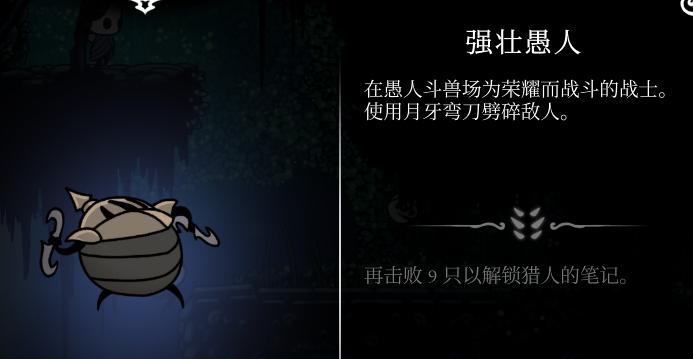 强壮愚人
在愚人斗兽场为荣耀而战斗的战士。
使用月牙弯刀劈碎敌人。
再击败 9 只以解锁猎人的笔记。